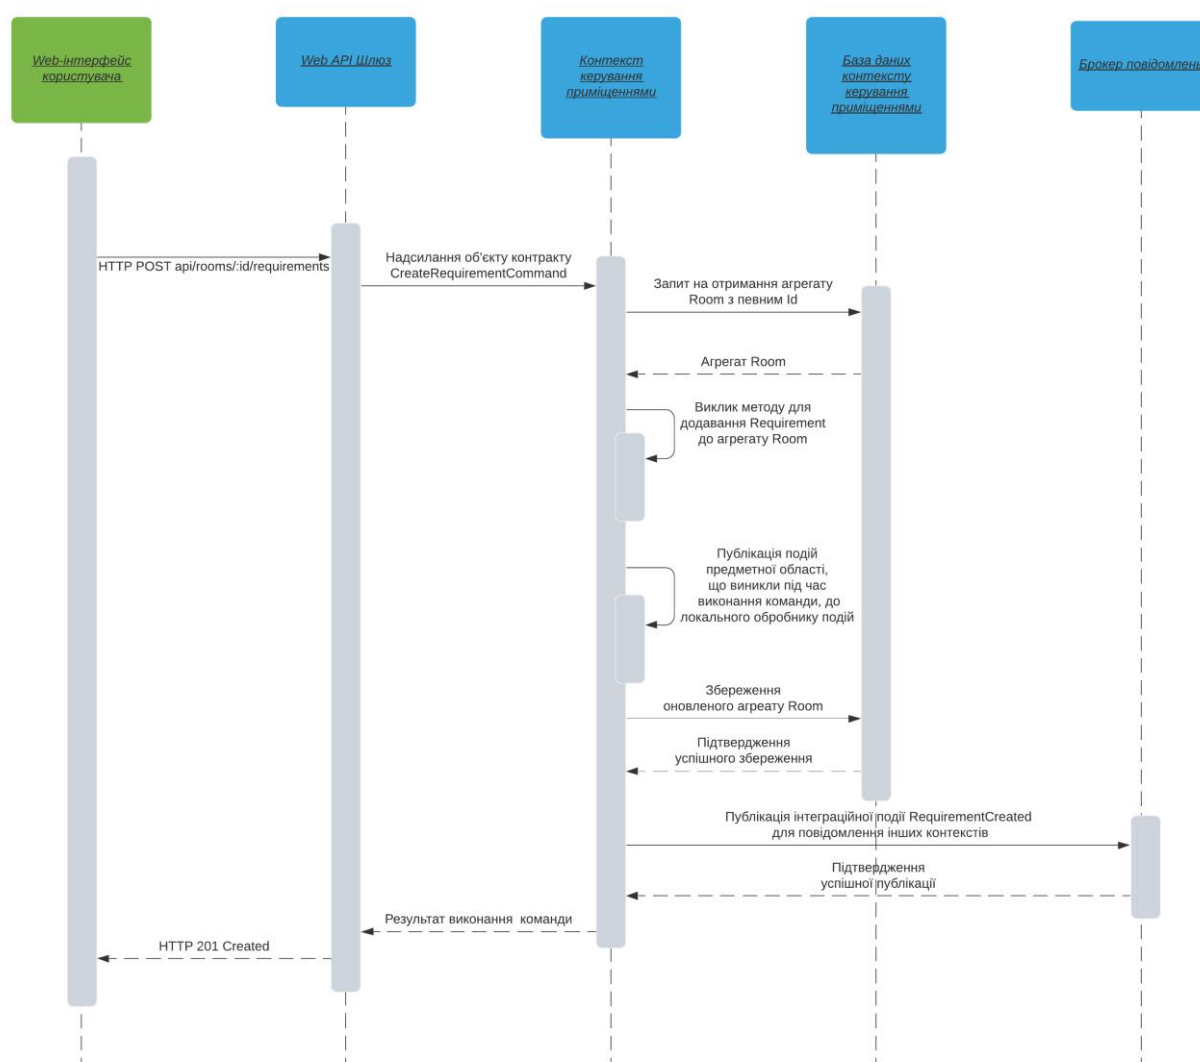 Web-інтерфейс
користувача
Web API Шлюз
Контекст
керування
приміщеннями
База даних
контексту
керування
приміщеннями
Брокер повідомлень
HTTP POST api/rooms/:id/requirements
Надсилання об'єкту контракту
CreateRequirementCommand
Запит на отримання агрегату
Room з певним Id
Агрегат Room
Виклик методу для
додавання Requirement
до агрегату Room
Публікація подій
предметної області,
що виникли під час
виконання команди, до
локального обробнику подій
Збереження
оновленого агреату Room
Підтвердження
успішного збереження
Публікація інтеграційної події RequirementCreated
для повідомлення інших контекстів
Підтвердження
успішної публікації
Результат виконання команди
HTTP 201 Created